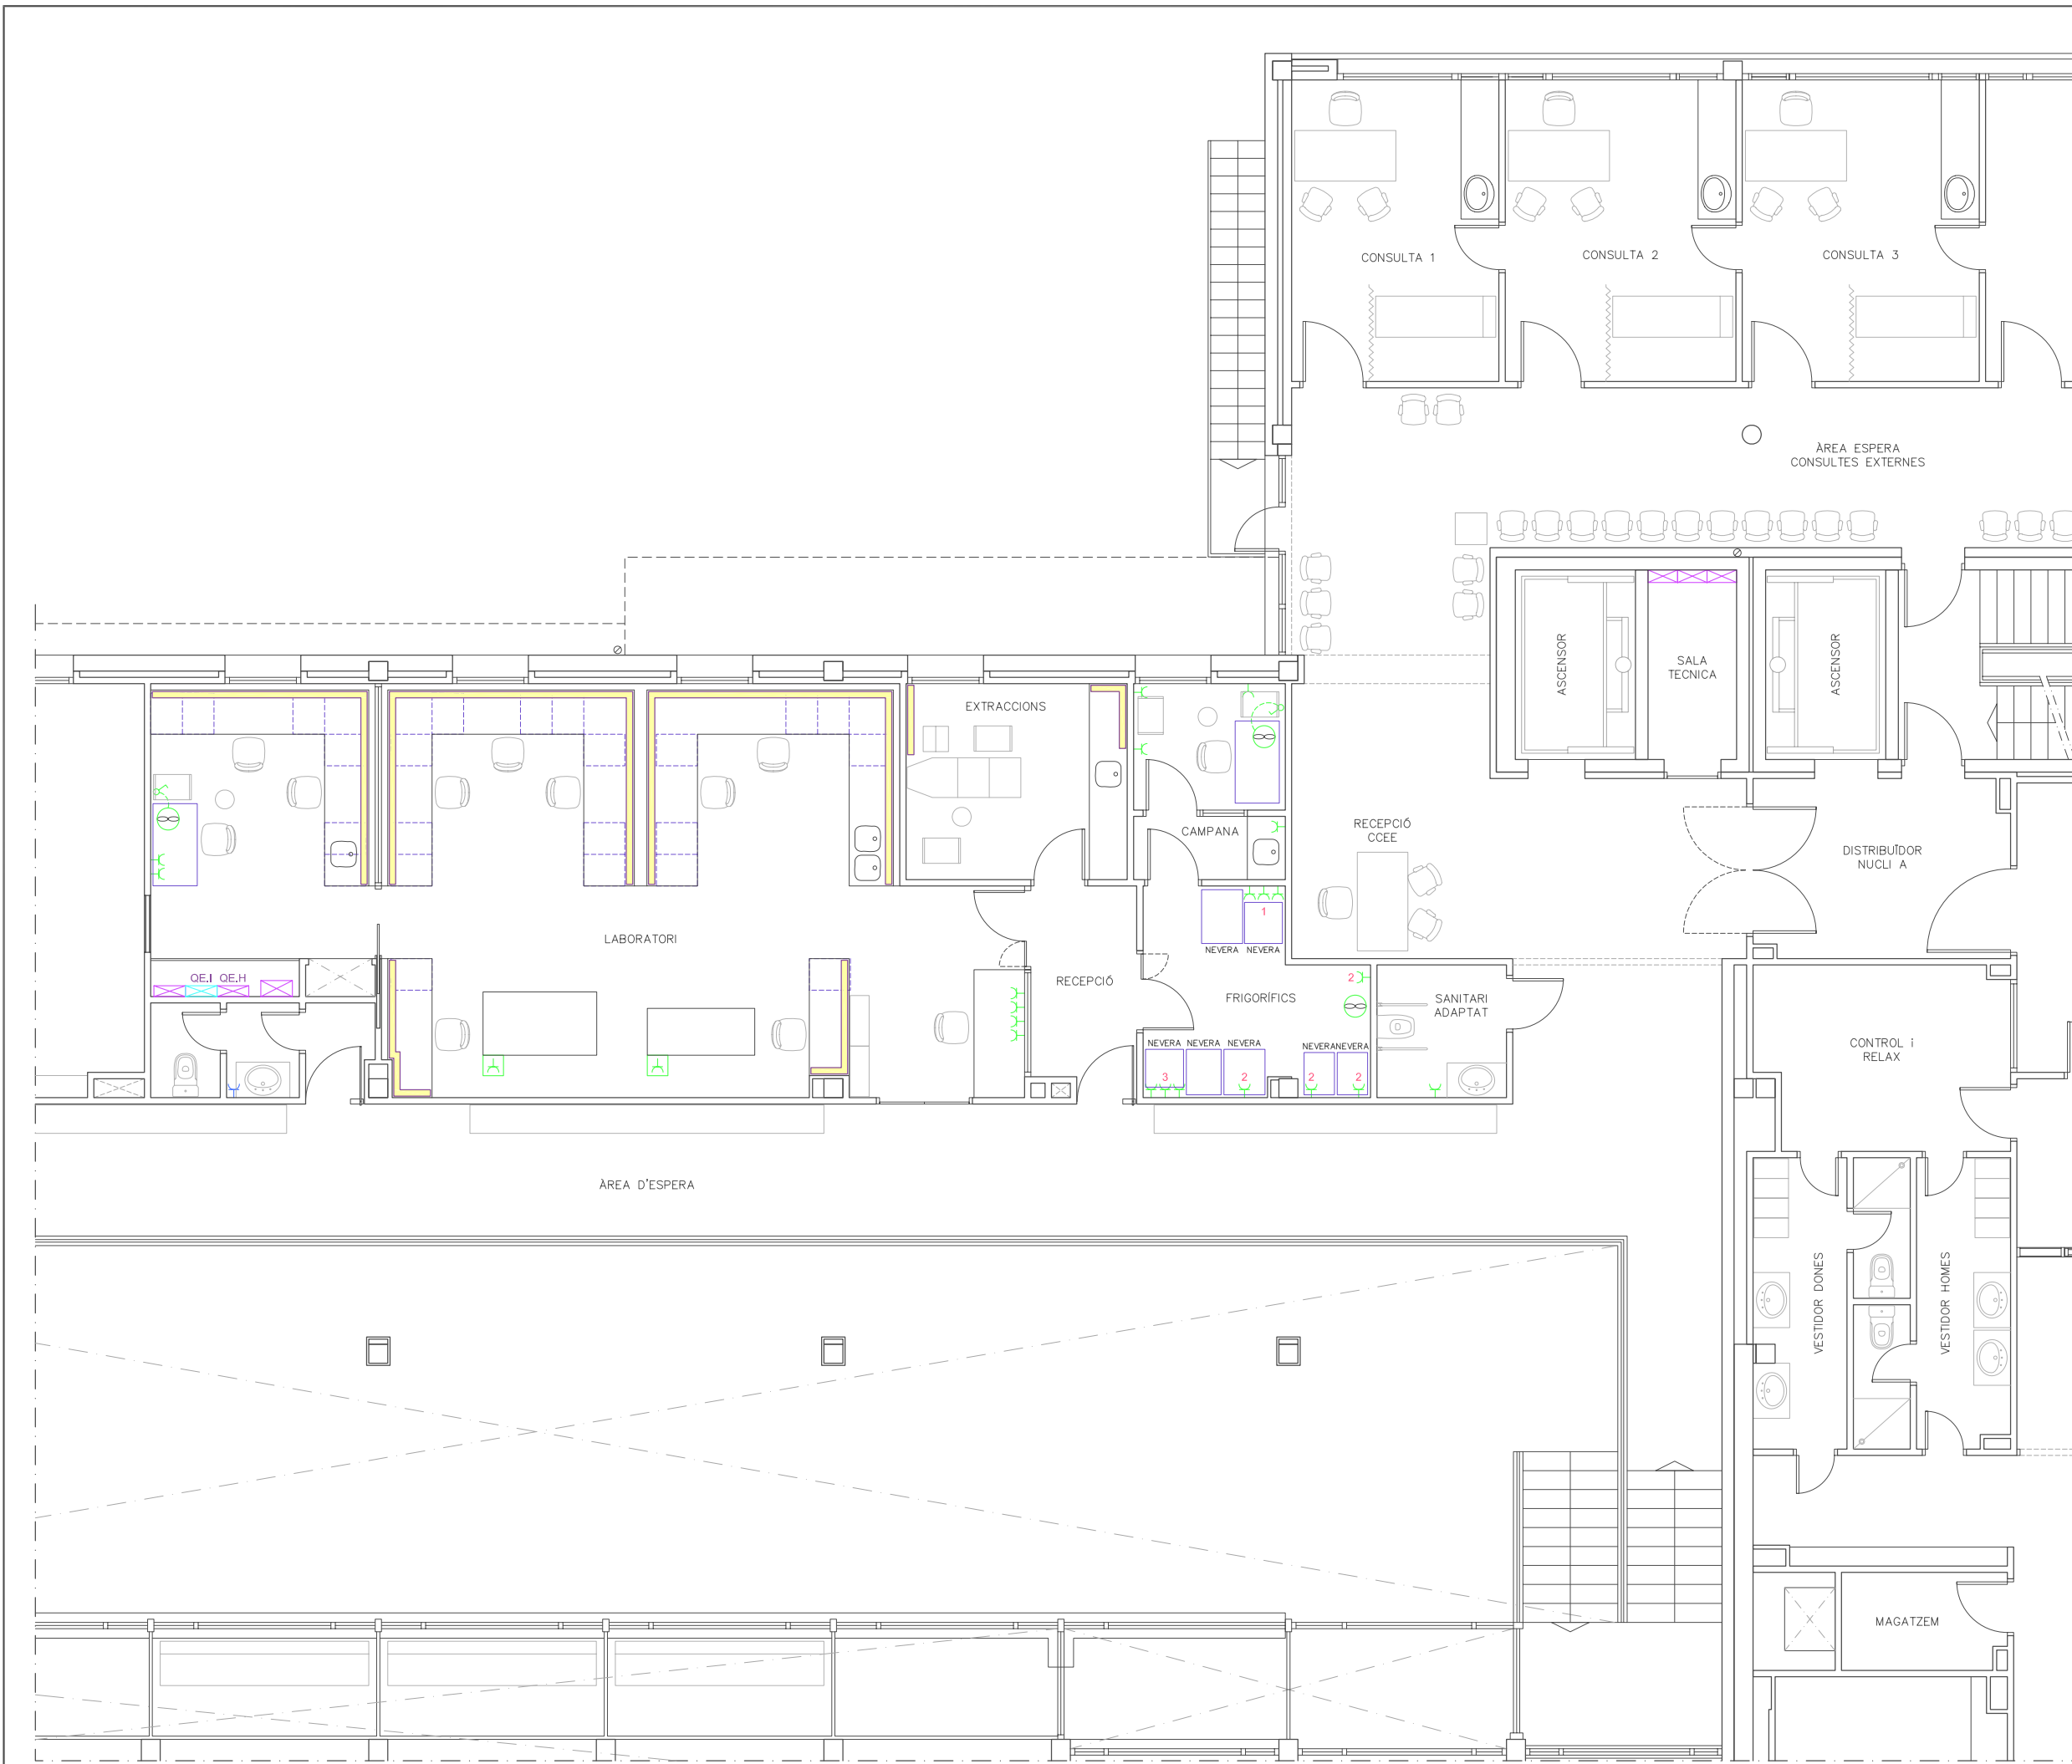 CONSULTA 1
CONSULTA 2
CONSULTA 3
ÀREA ESPERA
CONSULTES EXTERNES
ASCENSOR
SALA
TECNICA
ASCENSOR
EXTRACCIONS
CAMPANA
RECEPCIÓ
CCEE
DISTRIBUÏDOR
NUCLI A
1
NEVERA
NEVERA
LABORATORI
QE.I
QE.H
RECEPCIÓ
FRIGORÍFICS
2
SANITARI
ADAPTAT
NEVERA
NEVERA
NEVERA
NEVERA
NEVERA
3
2
2
2
CONTROL i
RELAX
ÀREA D'ESPERA
VESTIDOR DONES
VESTIDOR HOMES
MAGATZEM